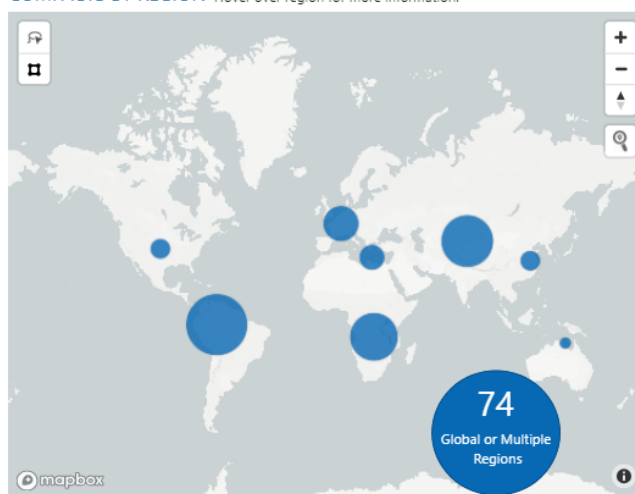 Hover over region for more information.
74
Global or Multiple
Regions
mapbox